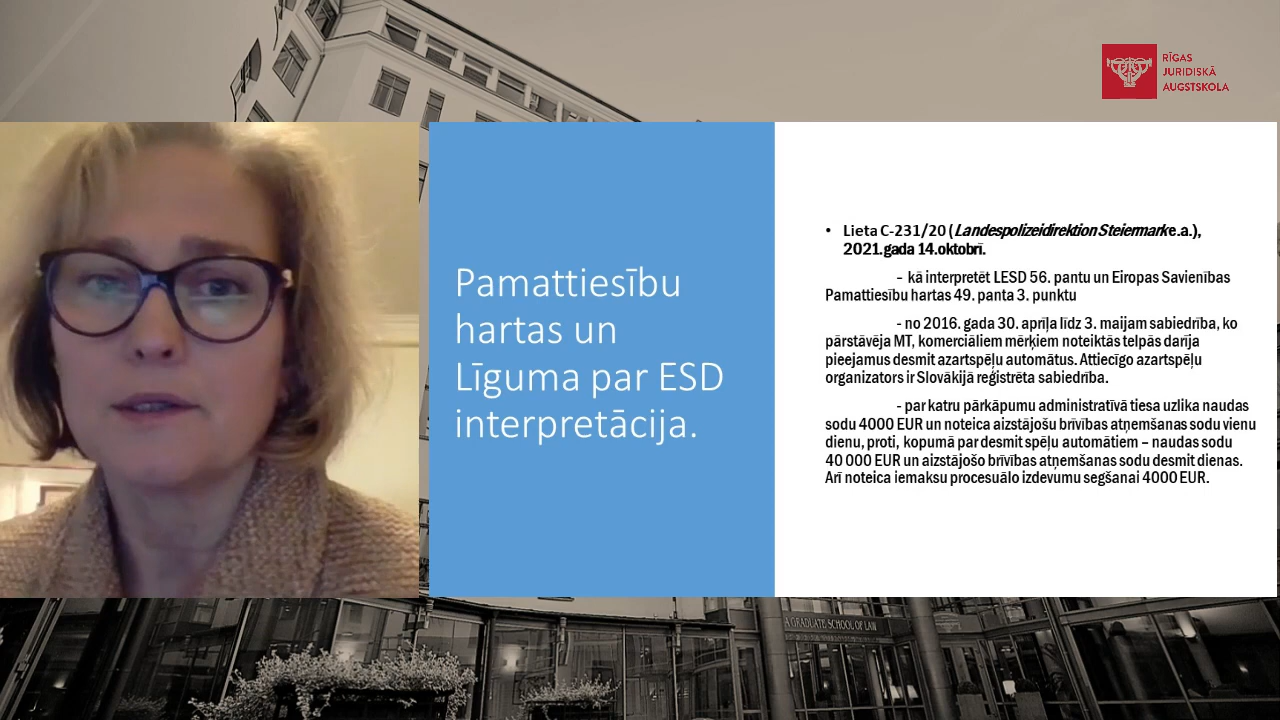 RĪGAS
JURIDISKĀ
AUGSTSKOLA
Pamattiesību
hartas un
Līguma par ESD
interpretācija.
• Lieta C-231/20 (Landespolizeidirektion Steiermark e.a.),
2021.gada 14.oktobrī.
- kā interpretēt LESD 56. pantu un Eiropas Savienības
Pamattiesību hartas 49. panta 3. punktu
- no 2016. gada 30. aprīļa līdz 3. maijam sabiedrība, ko
pārstāvēja MT, komerciāliem mērķiem noteiktās telpās darīja
pieejamus desmit azartspēļu automātus. Attiecīgo azartspēļu
organizators ir Slovākijā reģistrēta sabiedrība.
- par katru pārkāpumu administratīvā tiesa uzlika naudas
sodu 4000 EUR un noteica aizstājošu brīvības atņemšanas sodu vienu
dienu, proti, kopumā par desmit spēļu automātiem – naudas sodu
40 000 EUR un aizstājošo brīvības atņemšanas sodu desmit dienas.
Arī noteica iemaksu procesuālo izdevumu segšanai 4000 EUR.
A GRADUATE SCHOOL OF LAW